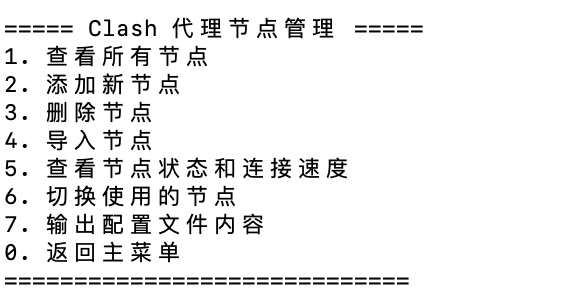 ===== Clash 代理节点管理 =====
1. 查看所有节点
2. 添加新节点
3. 删除节点
4. 导入节点
5. 查看节点状态和连接速度
6. 切换使用的节点
7. 输出配置文件内容
0. 返回主菜单
=============================